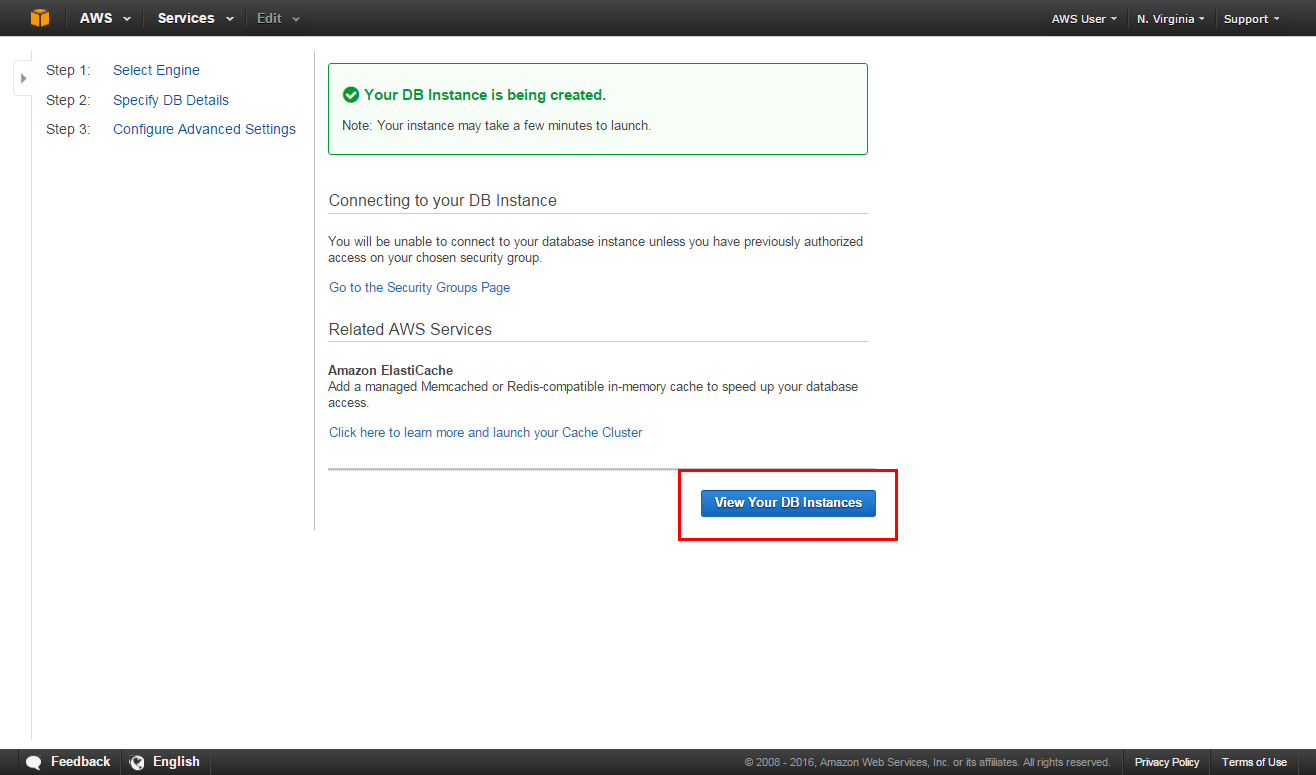 AWS Services Edit AWS User N. Virginia Support
Step 1: Select Engine
Step 2: Specify DB Details
Step 3: Configure Advanced Settings
Your DB Instance is being created.
Note: Your instance may take a few minutes to launch.
Connecting to your DB Instance
You will be unable to connect to your database instance unless you have previously authorized
access on your chosen security group.
Go to the Security Groups Page
Related AWS Services
Amazon ElastiCache
Add a managed Memcached or Redis-compatible in-memory cache to speed up your database
access.
Click here to learn more and launch your Cache Cluster
View Your DB Instances
Feedback English © 2008 - 2016, Amazon Web Services, Inc. or its affiliates. All rights reserved. Privacy Policy Terms of Use